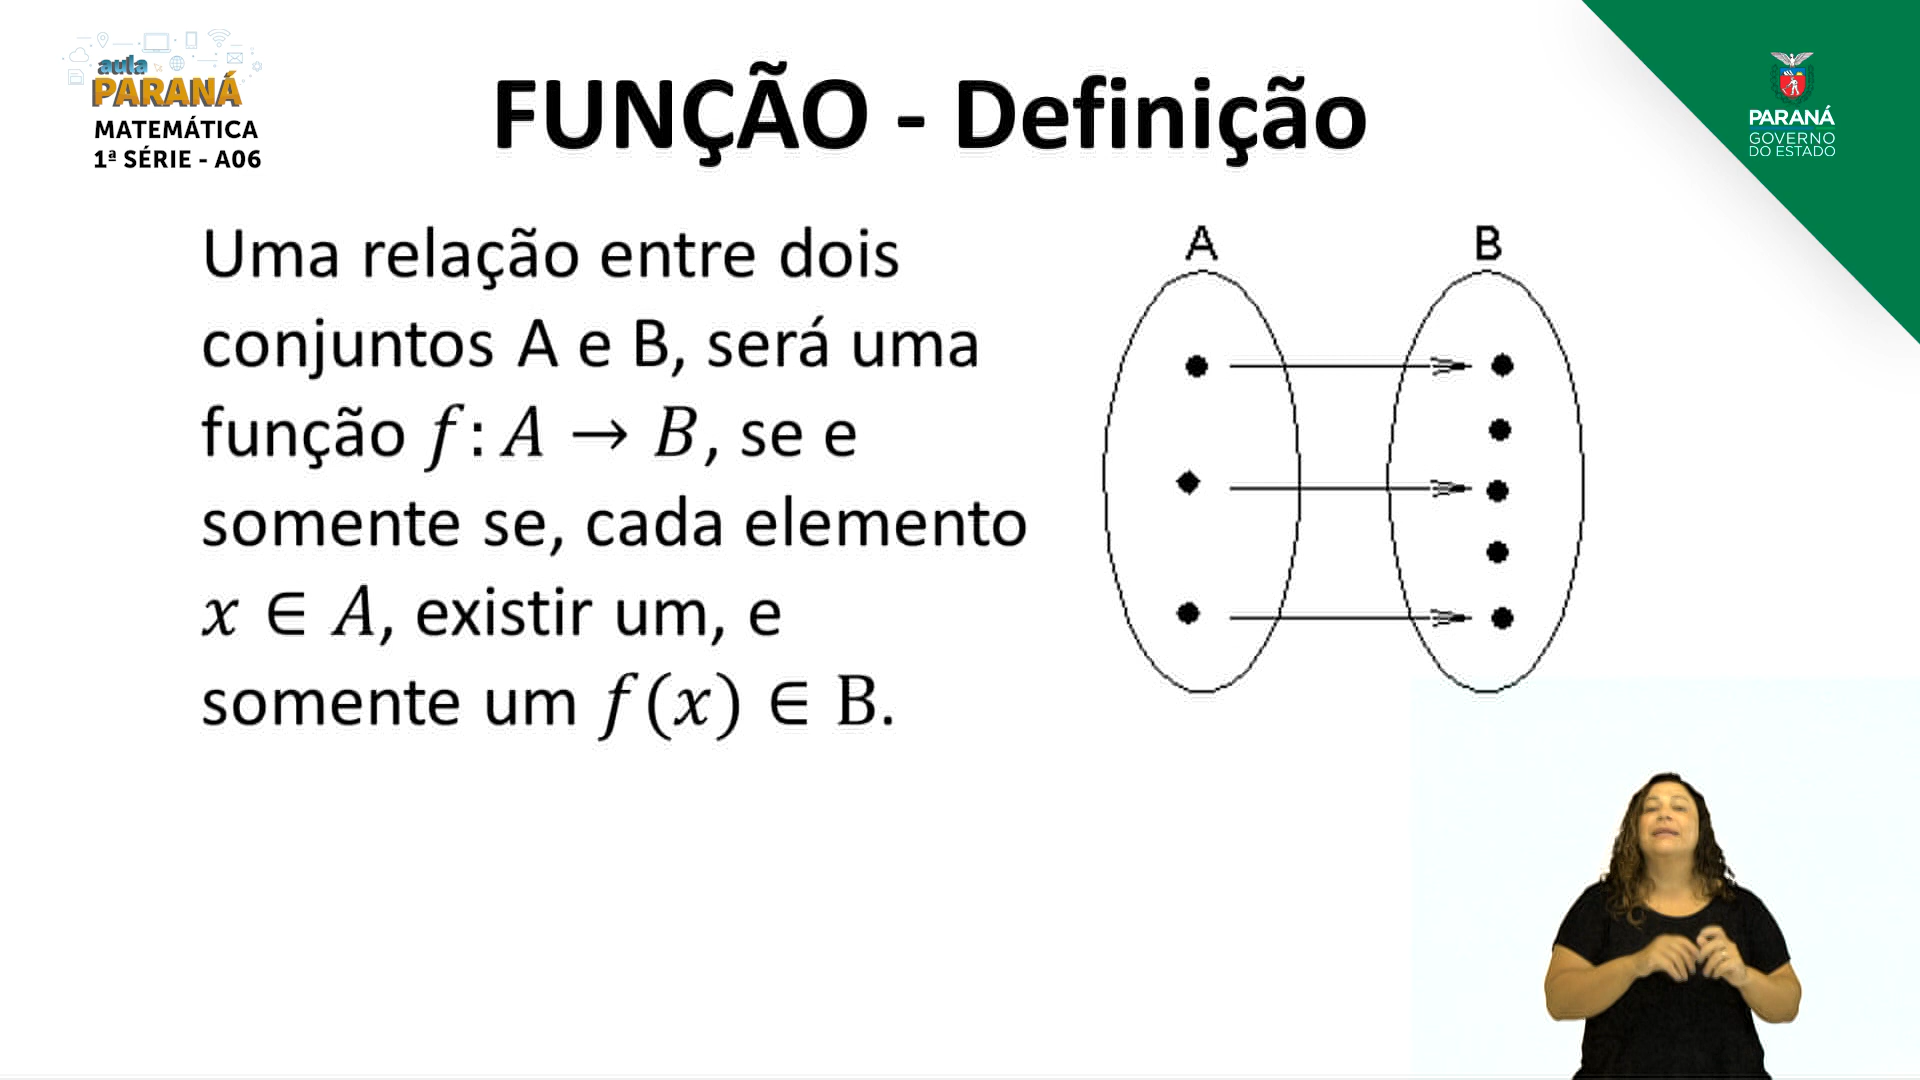 aula
PARANÁ
MATEMÁTICA
1ª SÉRIE - A06
FUNÇÃO - Definição
PARANÁ
GOVERNO
DO ESTADO
Uma relação entre dois
conjuntos A e B, será uma
função f: A → B, se e
somente se, cada elemento
x ∈ A, existir um, e
somente um f(x) ∈ B.
A
B